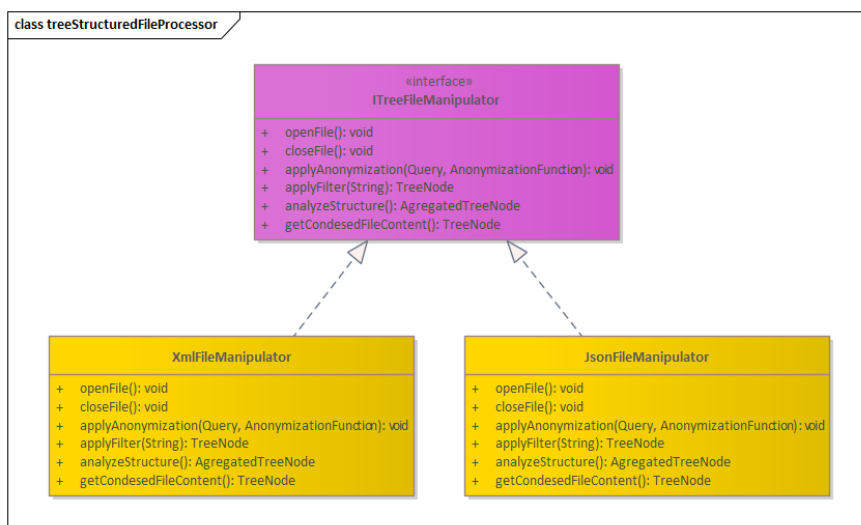 class treeStructuredFileProcessor
«interface»
ITreeFileManipulator
+ openFile(): void
+ closeFile(): void
+ applyAnonymization(Query, AnonymizationFunction): void
+ applyFilter(String): TreeNode
+ analyzeStructure(): AgregatedTreeNode
+ getCondesedFileContent(): TreeNode
XmlFileManipulator
+ openFile(): void
+ closeFile(): void
+ applyAnonymization(Query, AnonymizationFunction): void
+ applyFilter(String): TreeNode
+ analyzeStructure(): AgregatedTreeNode
+ getCondesedFileContent(): TreeNode
JsonFileManipulator
+ openFile(): void
+ closeFile(): void
+ applyAnonymization(Query, AnonymizationFunction): void
+ applyFilter(String): TreeNode
+ analyzeStructure(): AgregatedTreeNode
+ getCondesedFileContent(): TreeNode